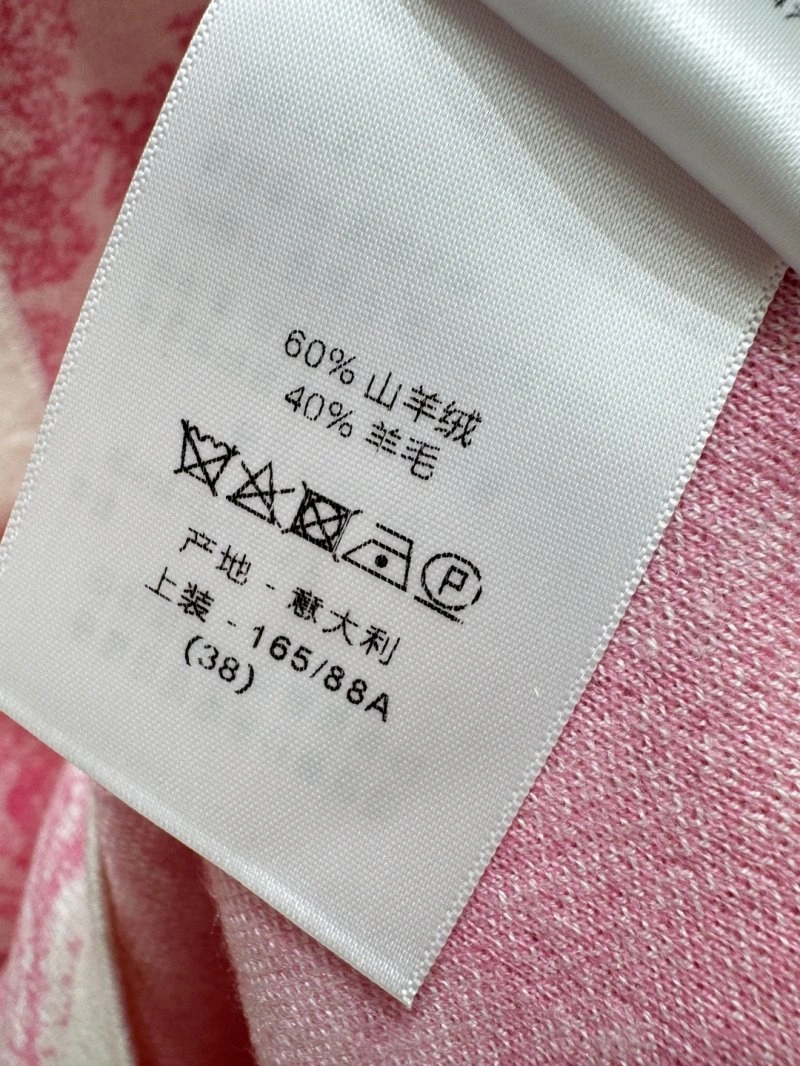 60% 山羊绒
40% 羊毛
P
产地 - 意大利
上装 - 165/88A
(38)